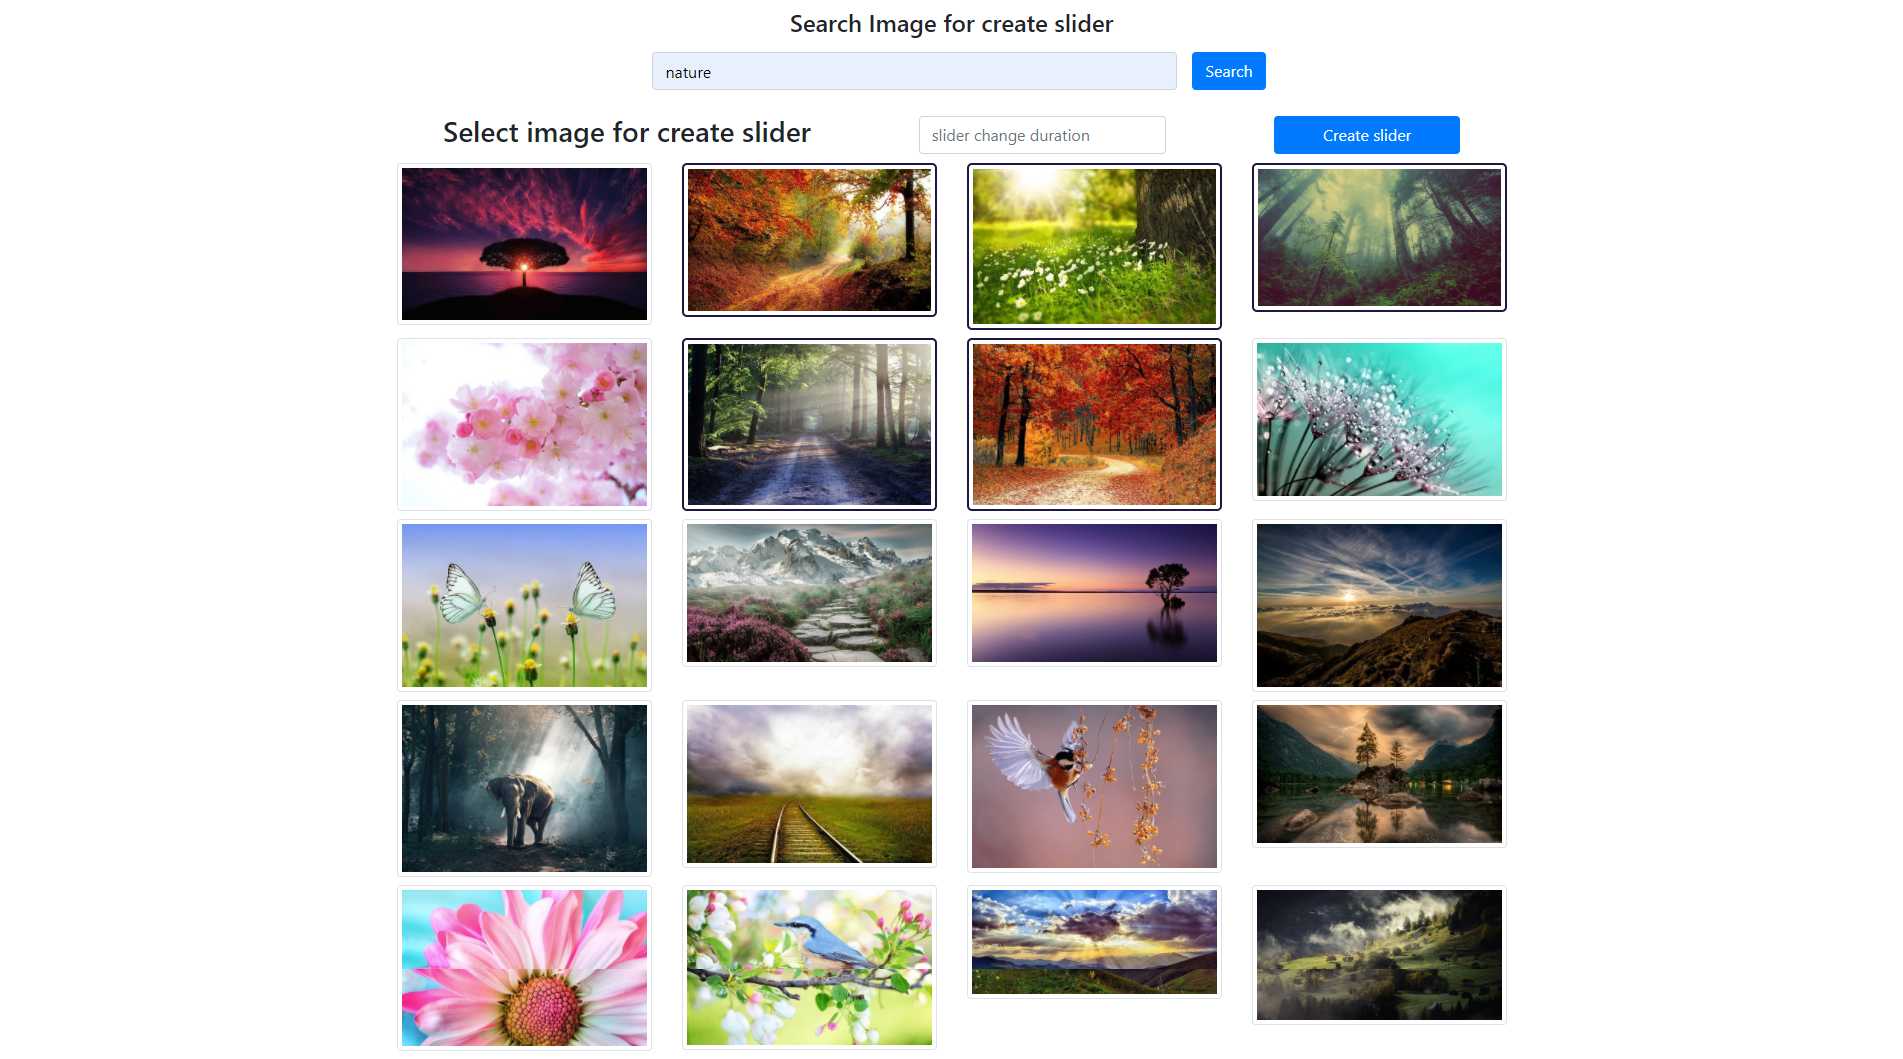 Search Image for create slider
nature
Search
Select image for create slider
slider change duration
Create slider